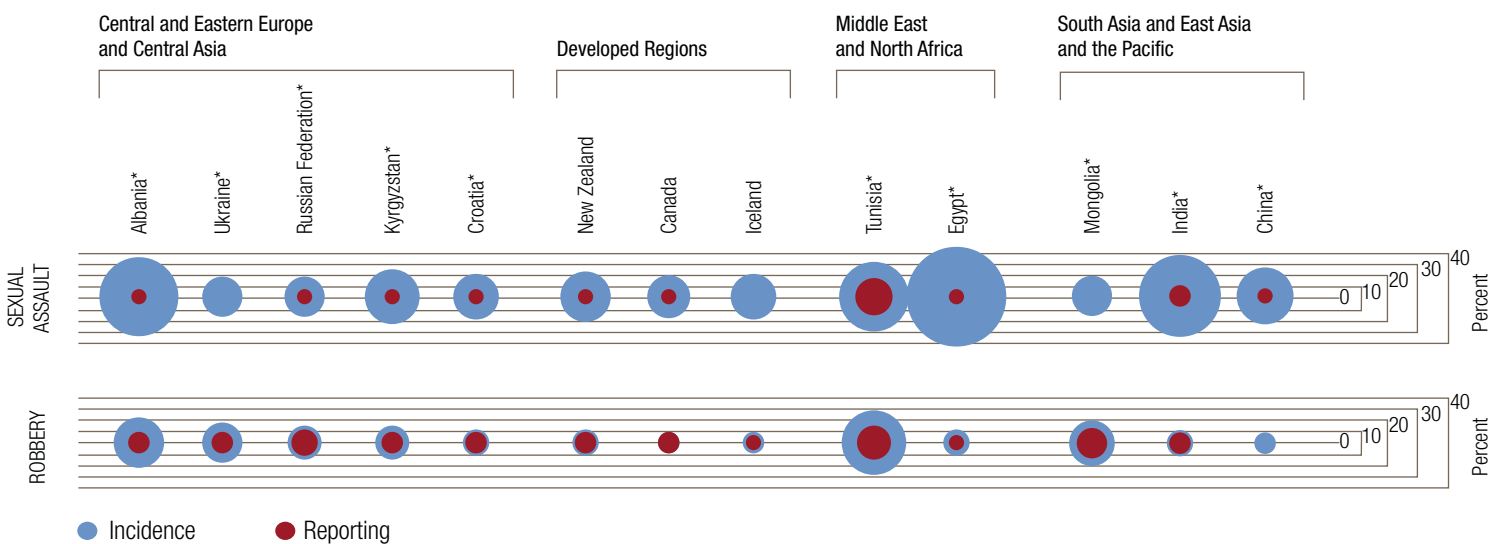 Central and Eastern Europe
and Central Asia
Developed Regions
Middle East
and North Africa
South Asia and East Asia
and the Pacific
Albania*
Ukraine*
Russian Federation*
Kyrgyzstan*
Croatia*
New Zealand
Canada
Iceland
Tunisia*
Egypt*
Mongolia*
India*
China*
SEXUAL
ASSAULT
0
10
20
30
40
Percent
ROBBERY
0
10
20
30
40
Percent
Incidence
Reporting